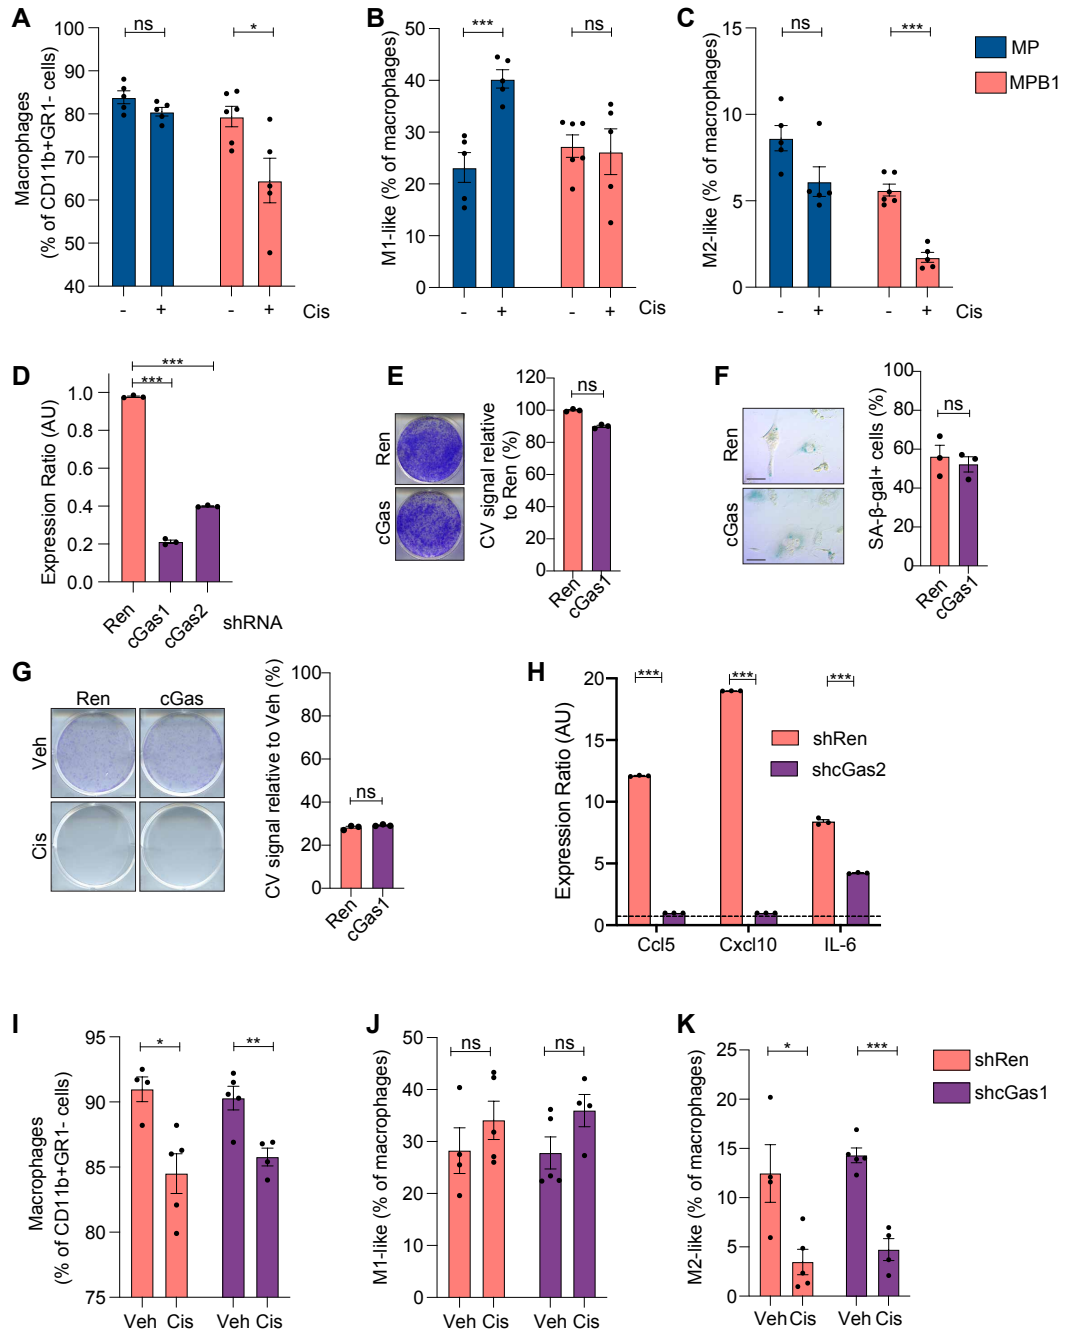 A
Macrophages
(% of CD11b+GR1- cells)
100
90
80
70
60
50
40
ns
*
- + - + Cis
B
M1-like (% of macrophages)
50
40
30
20
10
0
***
ns
- + - + Cis
C
M2-like (% of macrophages)
15
10
5
0
ns
***
- + - + Cis
MP
MPB1
D
Expression Ratio (AU)
1.0
0.8
0.6
0.4
0.2
0.0
***
***
Ren cGas1 cGas2 shRNA
E
Ren
cGas
CV signal relative
to Ren (%)
120
100
80
60
40
20
0
ns
Ren cGas1
F
Ren
cGas
SA-β-gal+ cells (%)
100
80
60
40
20
0
ns
Ren cGas1
G
Ren cGas
Veh
Cis
CV signal relative to Veh (%)
100
80
60
40
20
0
ns
Ren cGas1
H
Expression Ratio (AU)
20
15
10
5
0
*** *** ***
Ccl5 Cxcl10 IL-6
shRen
shcGas2
I
Macrophages
(% of CD11b+GR1- cells)
95
90
85
80
75
*
**
Veh Cis Veh Cis
J
M1-like (% of macrophages)
50
40
30
20
10
0
ns
ns
Veh Cis Veh Cis
K
M2-like (% of macrophages)
25
20
15
10
5
0
*
***
Veh Cis Veh Cis
shRen
shcGas1